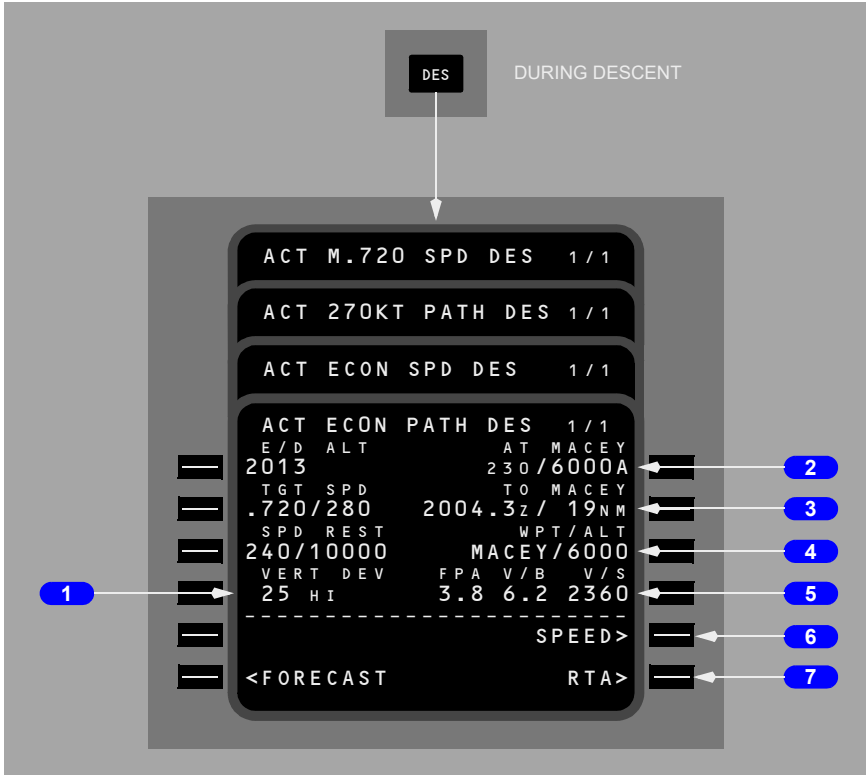 DES
DURING DESCENT
ACT M.720 SPD DES 1/1
ACT 270KT PATH DES 1/1
ACT ECON SPD DES 1/1
ACT ECON PATH DES 1/1
E/D ALT AT MACEY
2013 230/6000A
2
TGT SPD TO MACEY
.720/280 2004.3Z/ 19NM
3
SPD REST WPT/ALT
240/10000 MACEY/6000
4
VERT DEV FPA V/B V/S
1
25 HI 3.8 6.2 2360
5
------------------------
SPEED>
6
<FORECAST RTA>
7